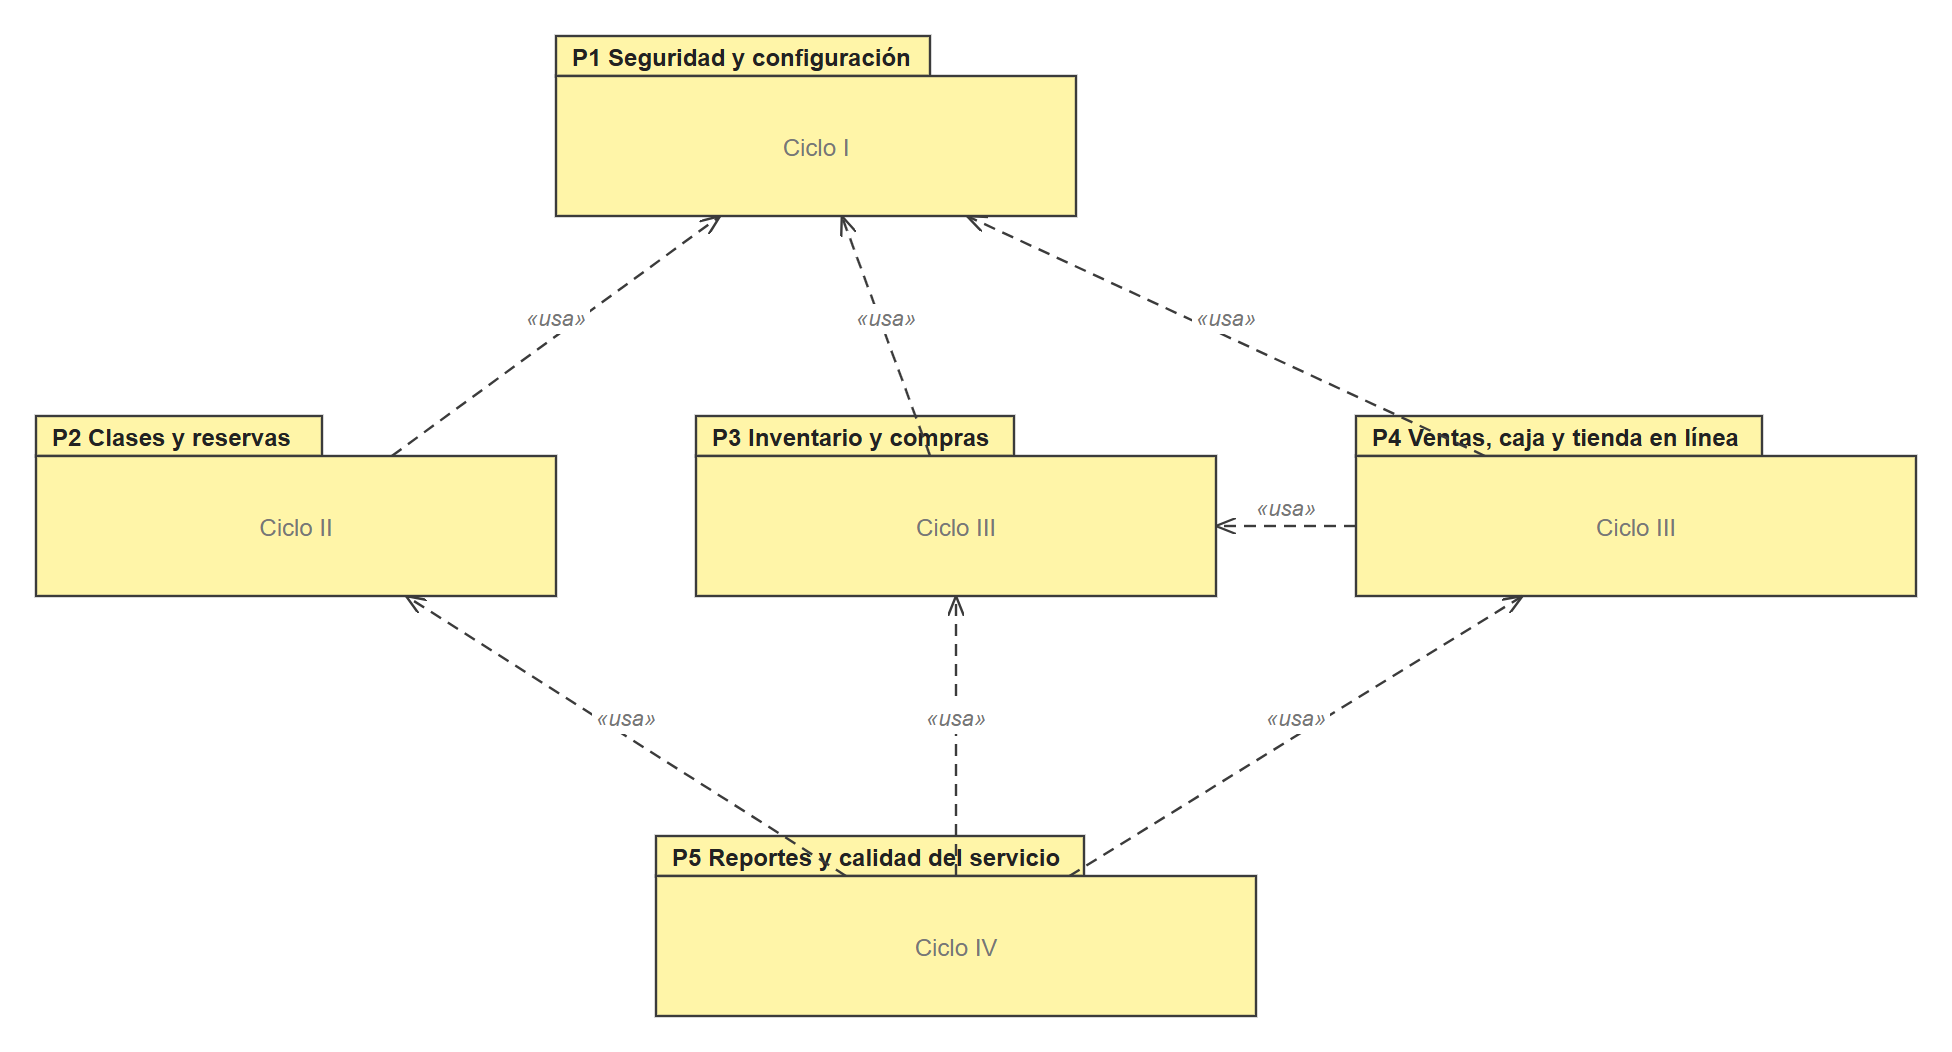 P1 Seguridad y configuración
Ciclo I
«usa»
«usa»
«usa»
P2 Clases y reservas
P3 Inventario y compras
P4 Ventas, caja y tienda en línea
«usa»
Ciclo II
Ciclo III
Ciclo III
«usa»
«usa»
«usa»
P5 Reportes y calidad del servicio
Ciclo IV